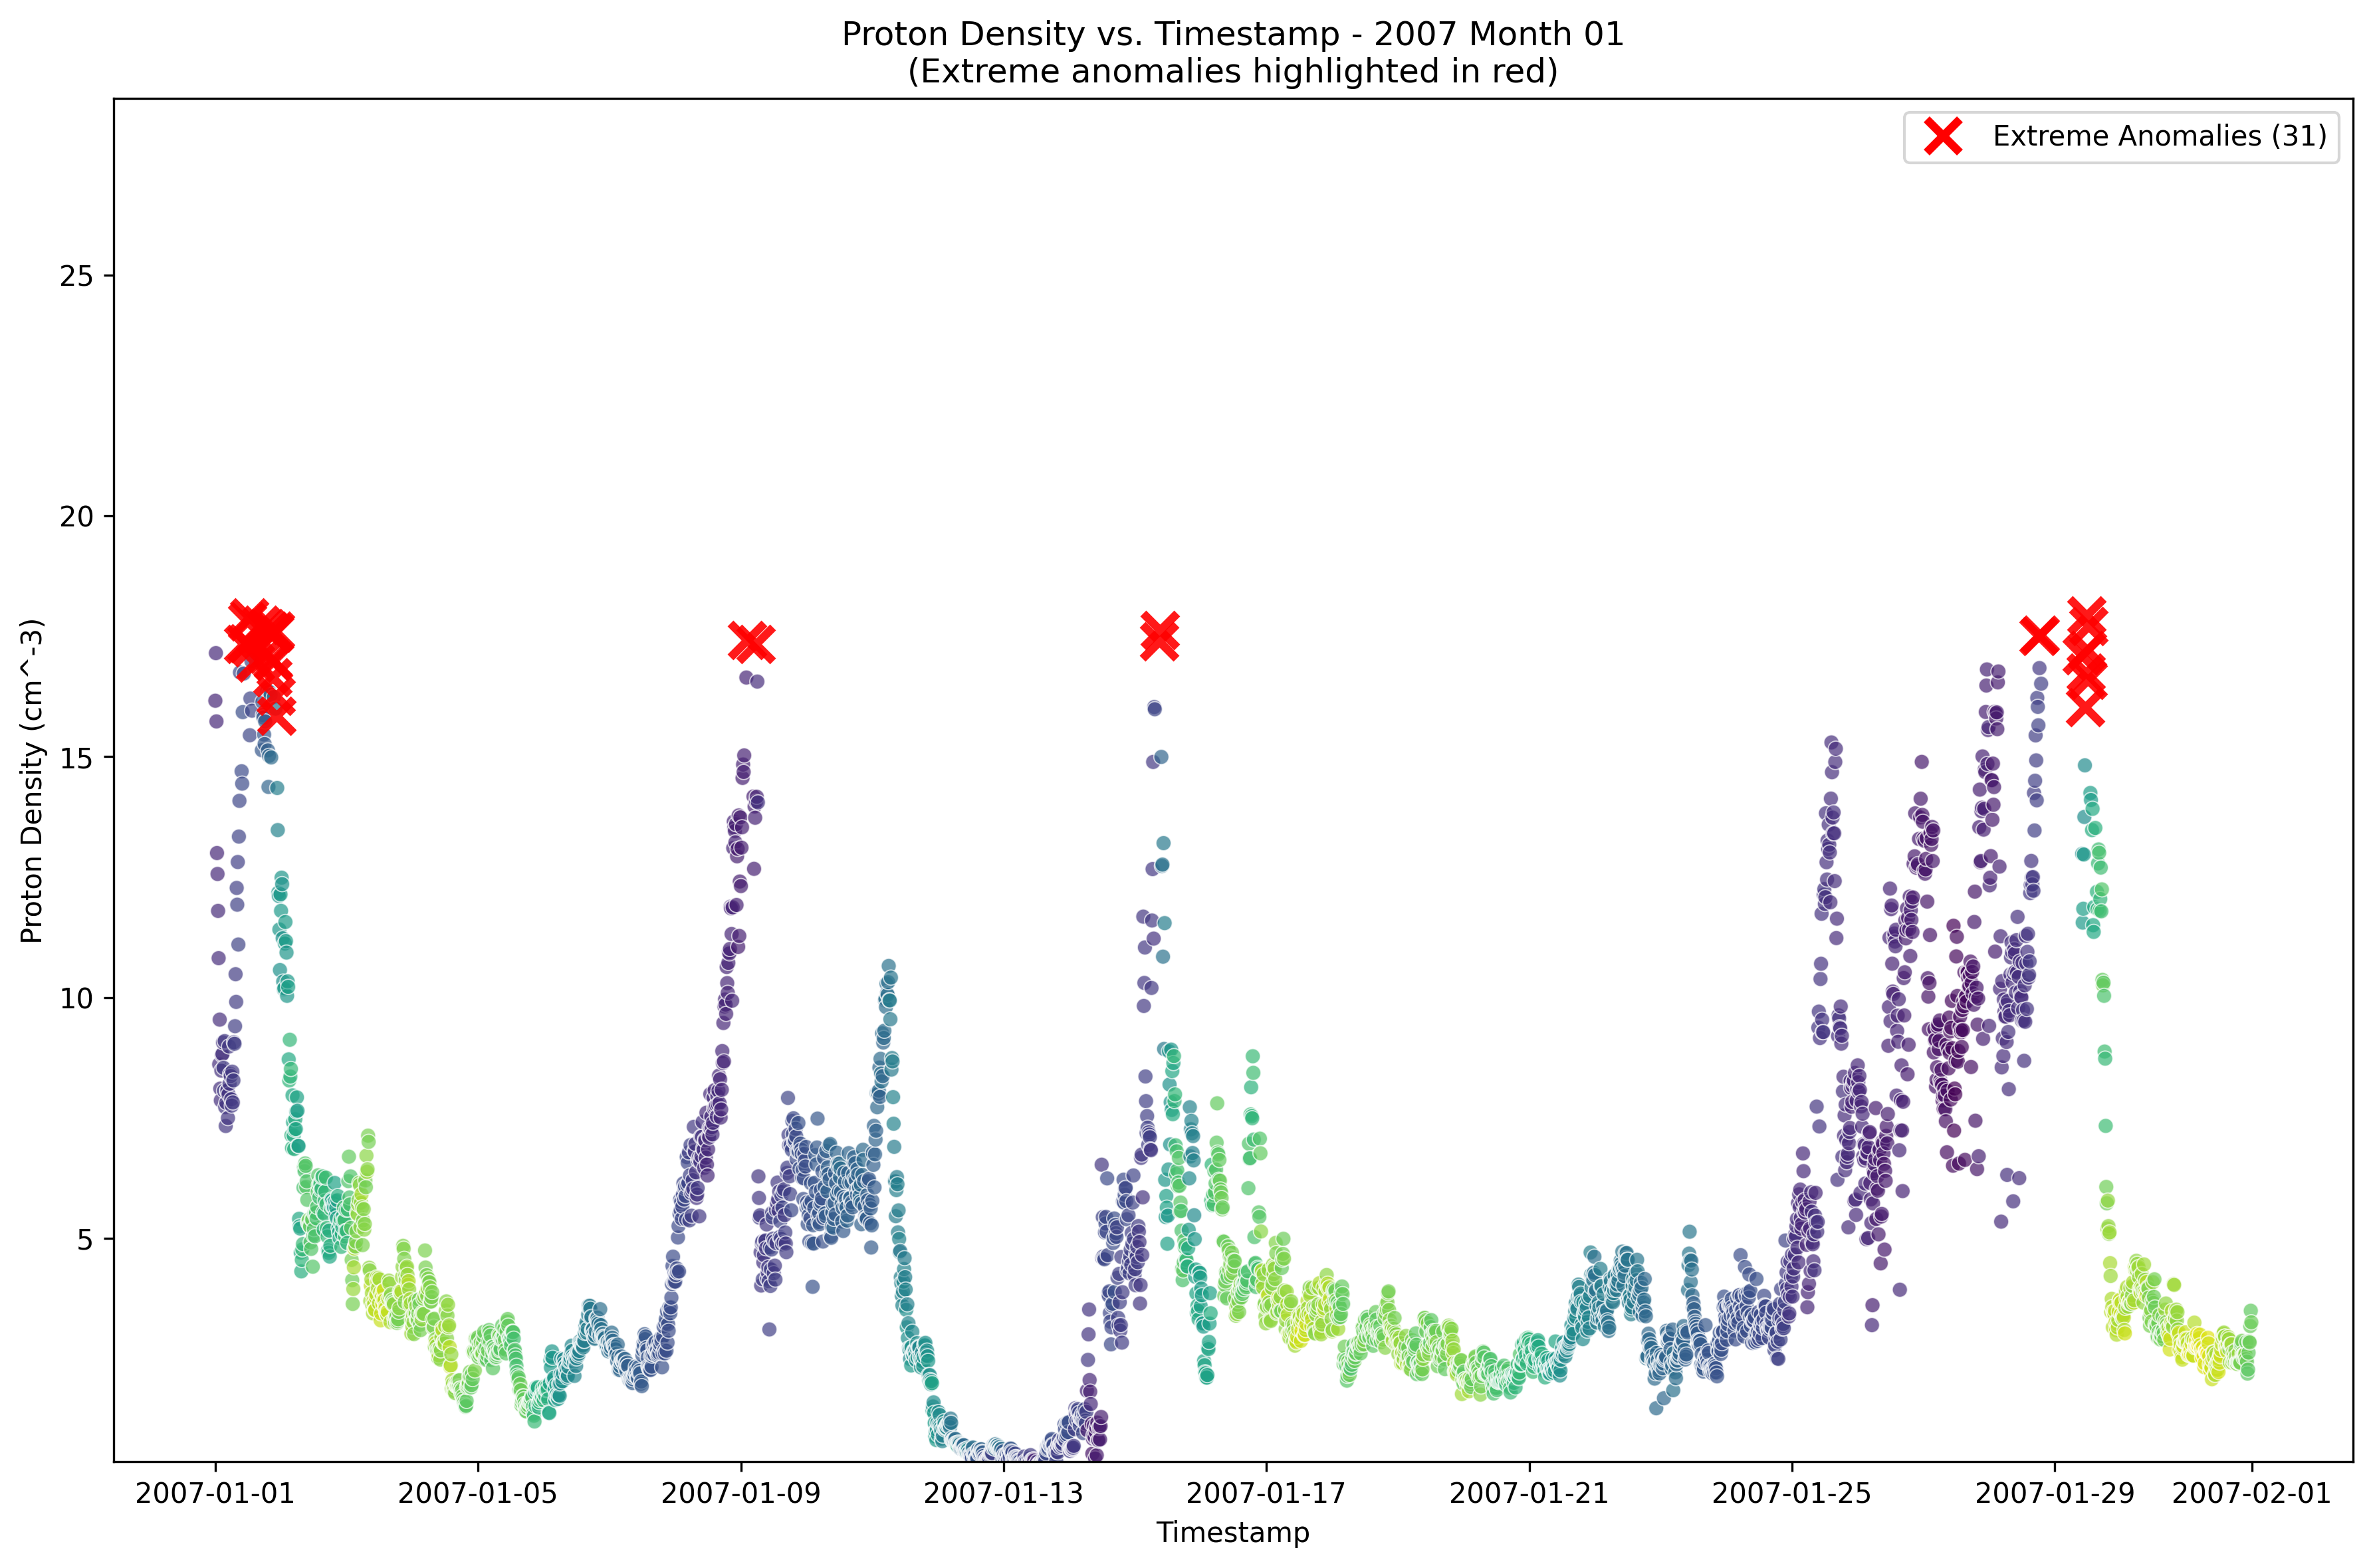 Proton Density vs. Timestamp - 2007 Month 01
(Extreme anomalies highlighted in red)
Extreme Anomalies (31)
Proton Density (cm^-3)
25
20
15
10
5
2007-01-01
2007-01-05
2007-01-09
2007-01-13
2007-01-17
2007-01-21
2007-01-25
2007-01-29
2007-02-01
Timestamp